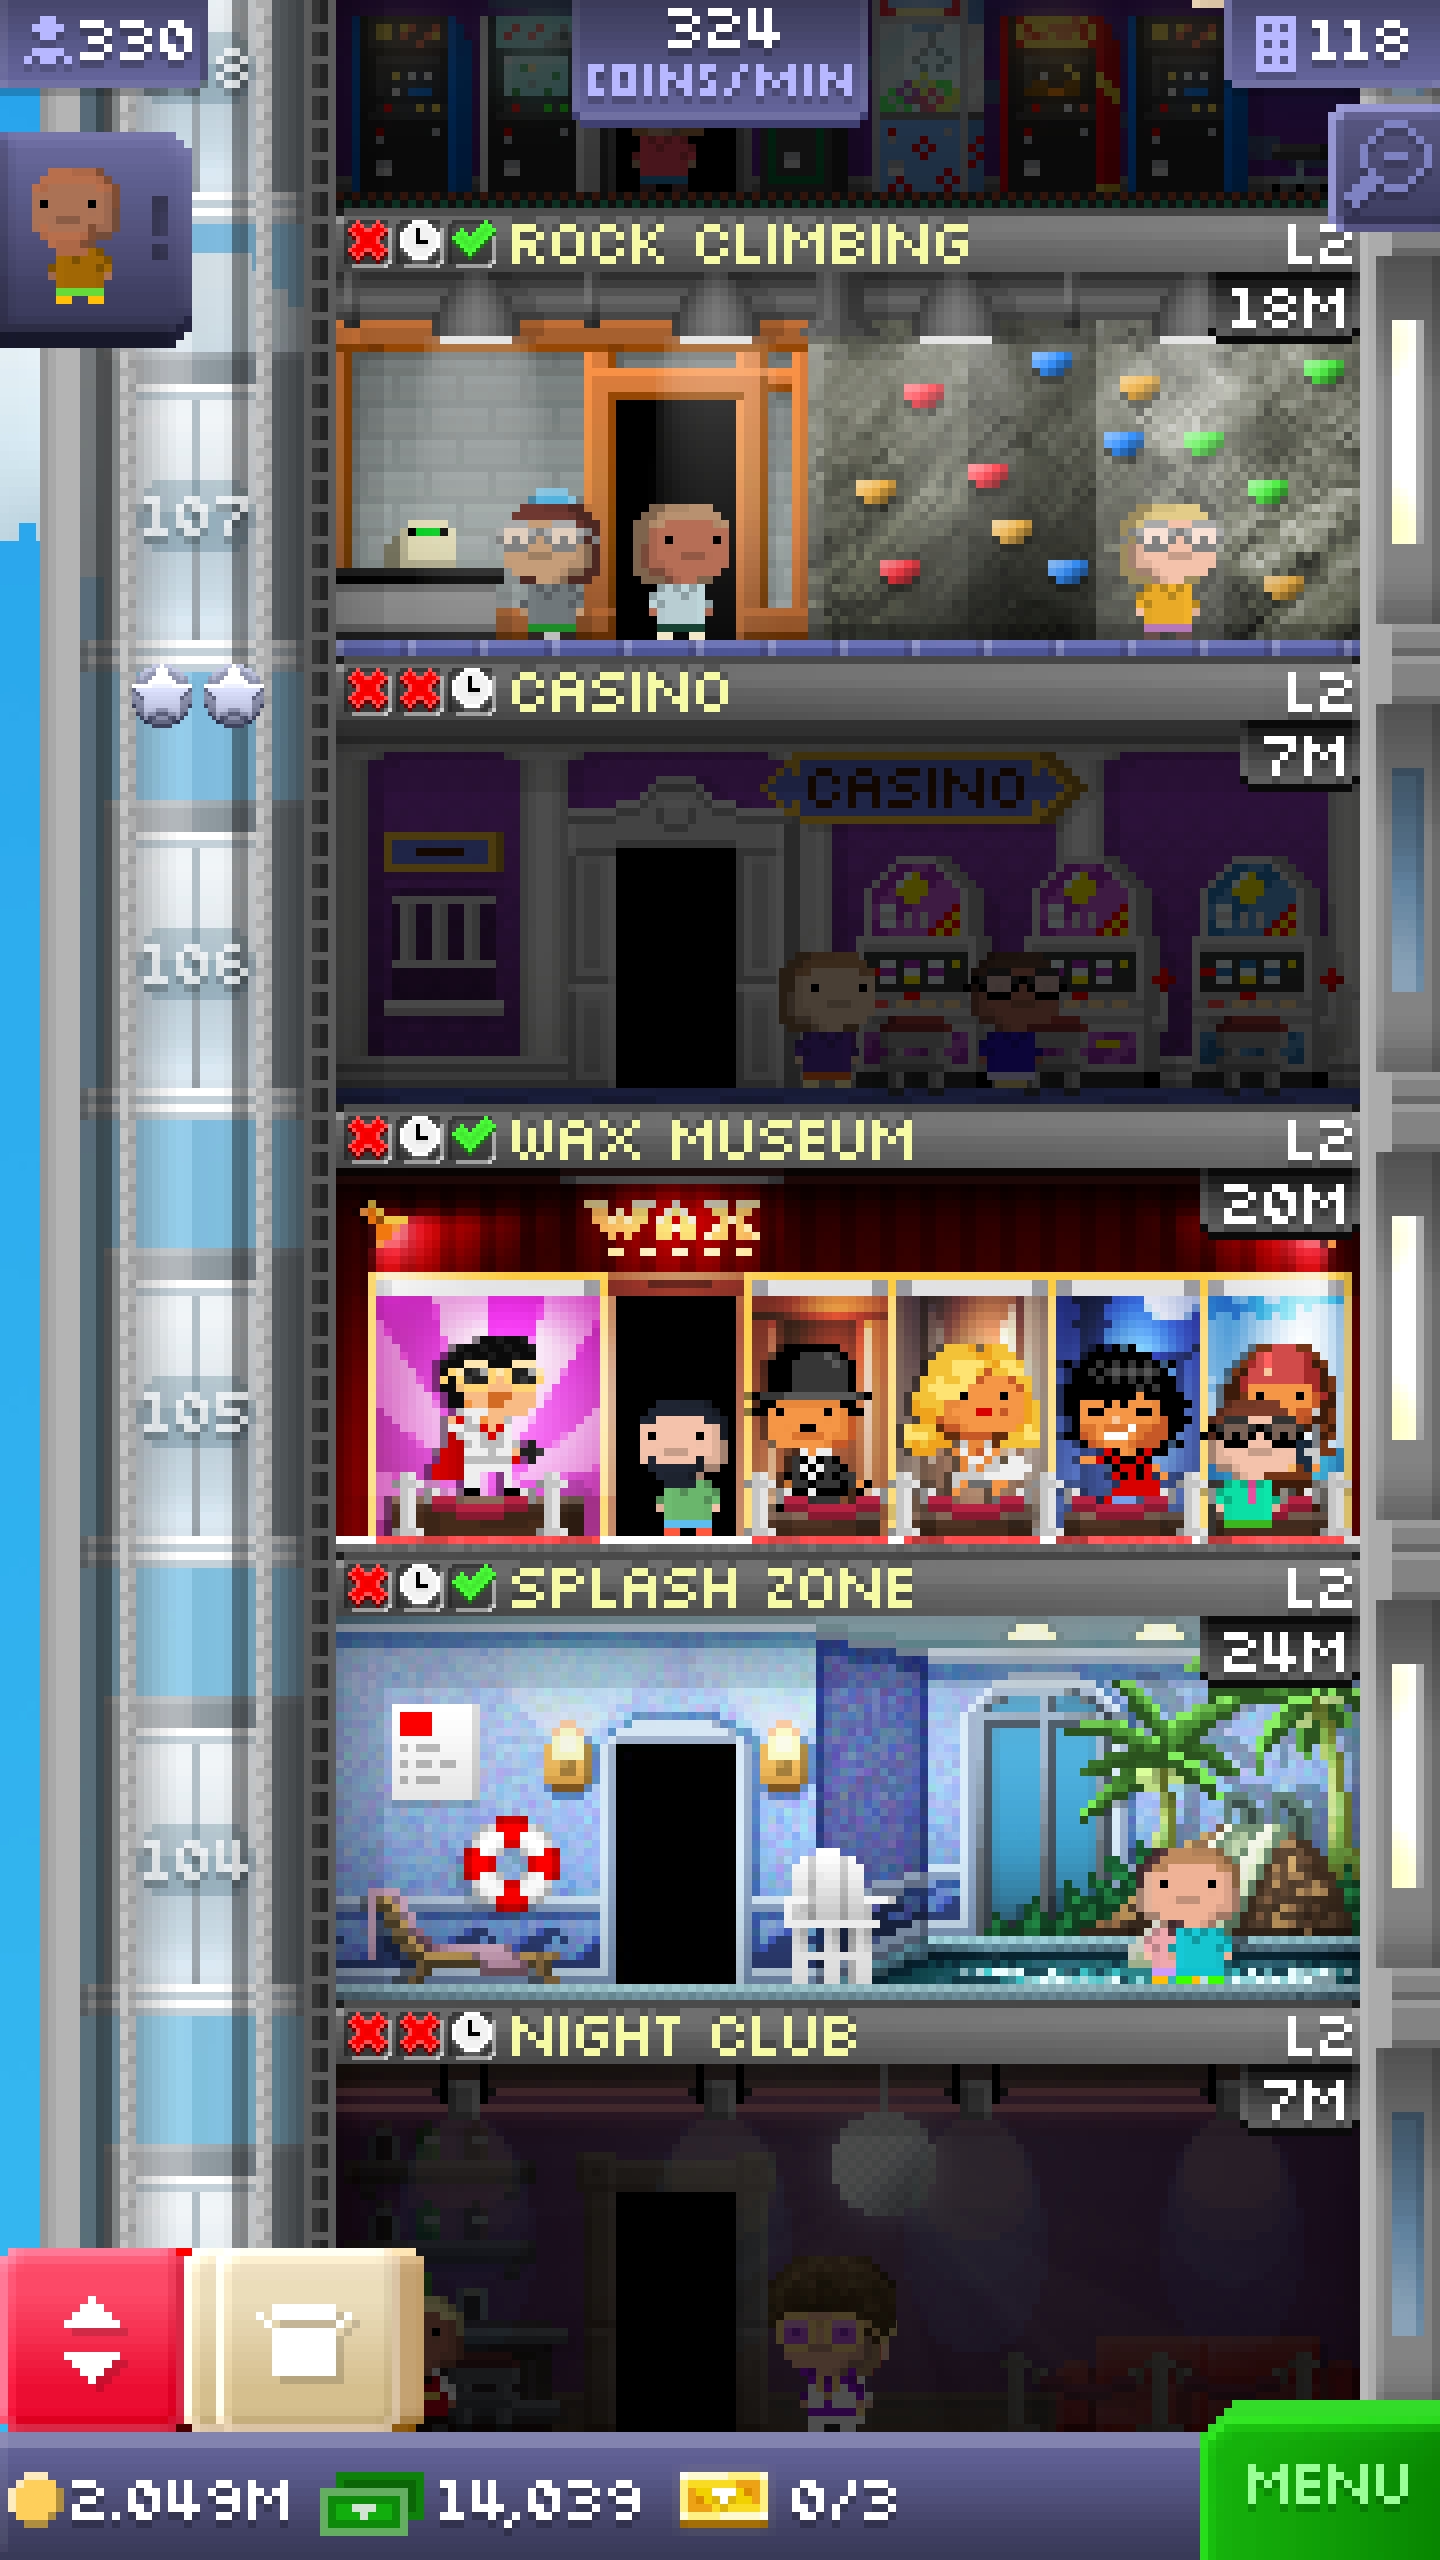 330
324
COINS/MIN
118
8
ROCK CLIMBING L2
18M
107
CASINO L2
7M
CASINO
106
WAX MUSEUM L2
20M
WAX
105
SPLASH ZONE L2
24M
104
NIGHT CLUB L2
7M
2.049M 14,039 0/3
MENU